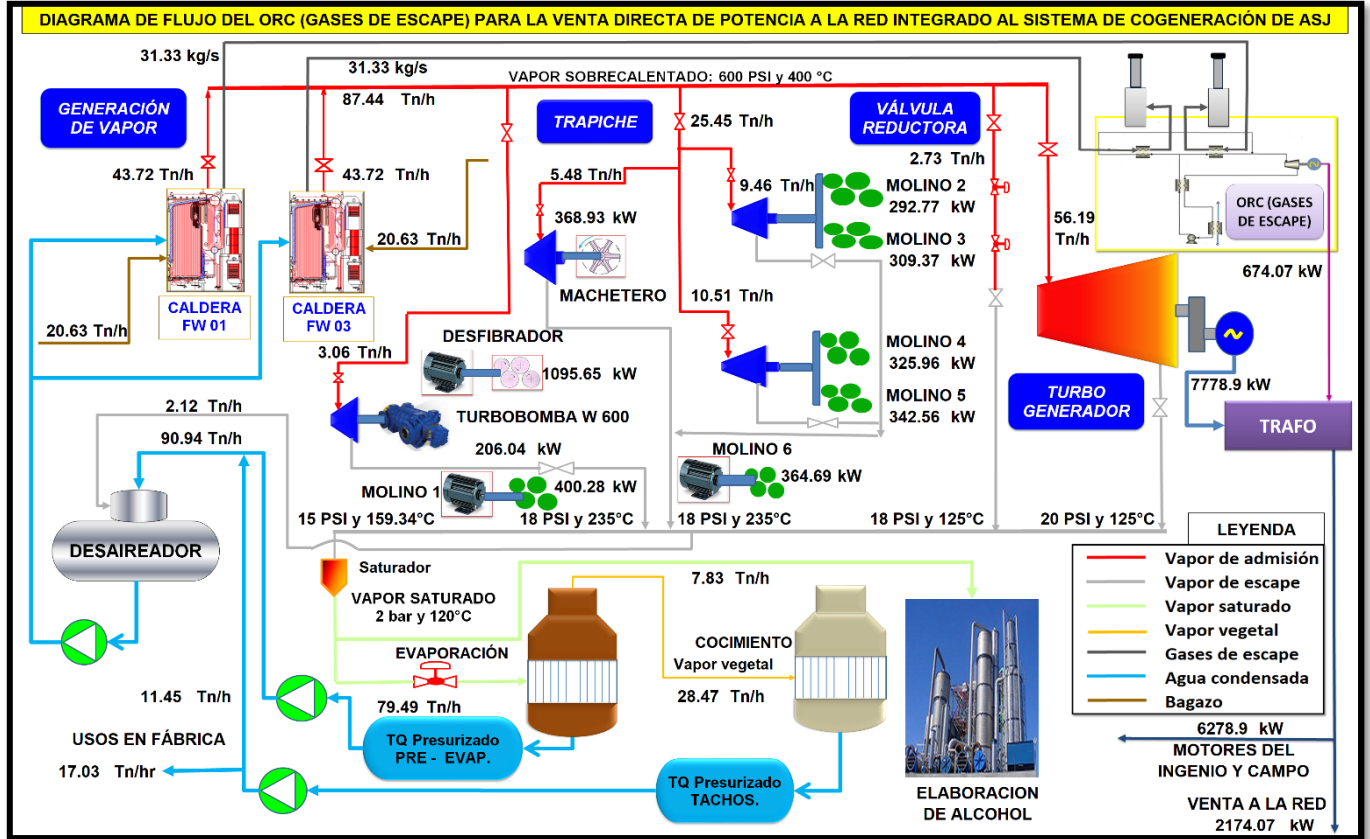 DIAGRAMA DE FLUJO DEL ORC (GASES DE ESCAPE) PARA LA VENTA DIRECTA DE POTENCIA A LA RED INTEGRADO AL SISTEMA DE COGENERACIÓN DE ASJ
31.33 kg/s
31.33 kg/s
VAPOR SOBRECALENTADO: 600 PSI y 400 °C
GENERACIÓN
DE VAPOR
87.44 Tn/h
TRAPICHE
25.45 Tn/h
VÁLVULA
REDUCTORA
2.73 Tn/h
43.72 Tn/h
43.72 Tn/h
5.48 Tn/h
9.46 Tn/h
MOLINO 2
292.77 kW
MOLINO 3
309.37 kW
368.93 kW
MACHETERO
56.19
Tn/h
ORC (GASES
DE ESCAPE)
674.07 kW
20.63 Tn/h
20.63 Tn/h
CALDERA
FW 01
CALDERA
FW 03
10.51 Tn/h
MOLINO 4
325.96 kW
MOLINO 5
342.56 kW
3.06 Tn/h
DESFIBRADOR
1095.65 kW
TURBOBOMBA W 600
206.04 kW
TURBO
GENERADOR
7778.9 kW
TRAFO
2.12 Tn/h
90.94 Tn/h
MOLINO 1
400.28 kW
MOLINO 6
364.69 kW
15 PSI y 159.34°C
18 PSI y 235°C
18 PSI y 235°C
18 PSI y 125°C
20 PSI y 125°C
DESAIREADOR
Saturador
VAPOR SATURADO
2 bar y 120°C
7.83 Tn/h
EVAPORACIÓN
79.49 Tn/h
COCIMIENTO
Vapor vegetal
28.47 Tn/h
LEYENDA
Vapor de admisión
Vapor de escape
Vapor saturado
Vapor vegetal
Gases de escape
Agua condensada
Bagazo
11.45 Tn/h
USOS EN FÁBRICA
17.03 Tn/hr
TQ Presurizado
PRE - EVAP.
TQ Presurizado
TACHOS.
ELABORACION
DE ALCOHOL
6278.9 kW
MOTORES DEL
INGENIO Y CAMPO
VENTA A LA RED
2174.07 kW